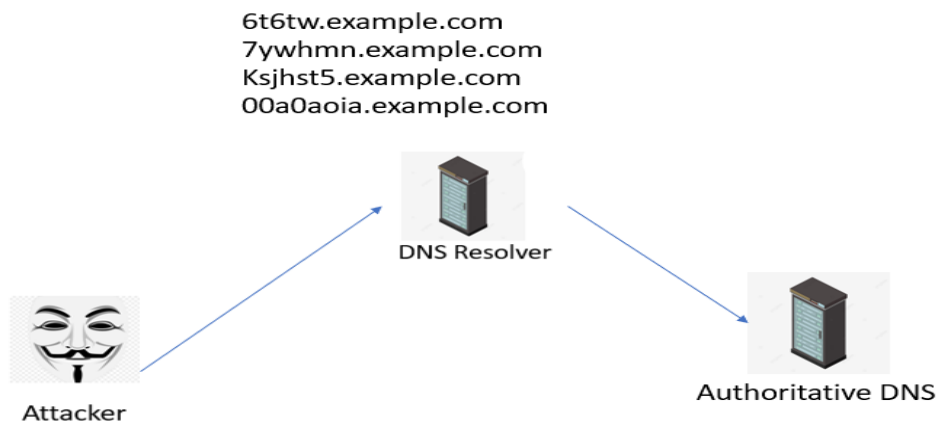 6t6tw.example.com
7ywhmn.example.com
Ksjhst5.example.com
00a0aoia.example.com
DNS Resolver
Authoritative DNS
Attacker